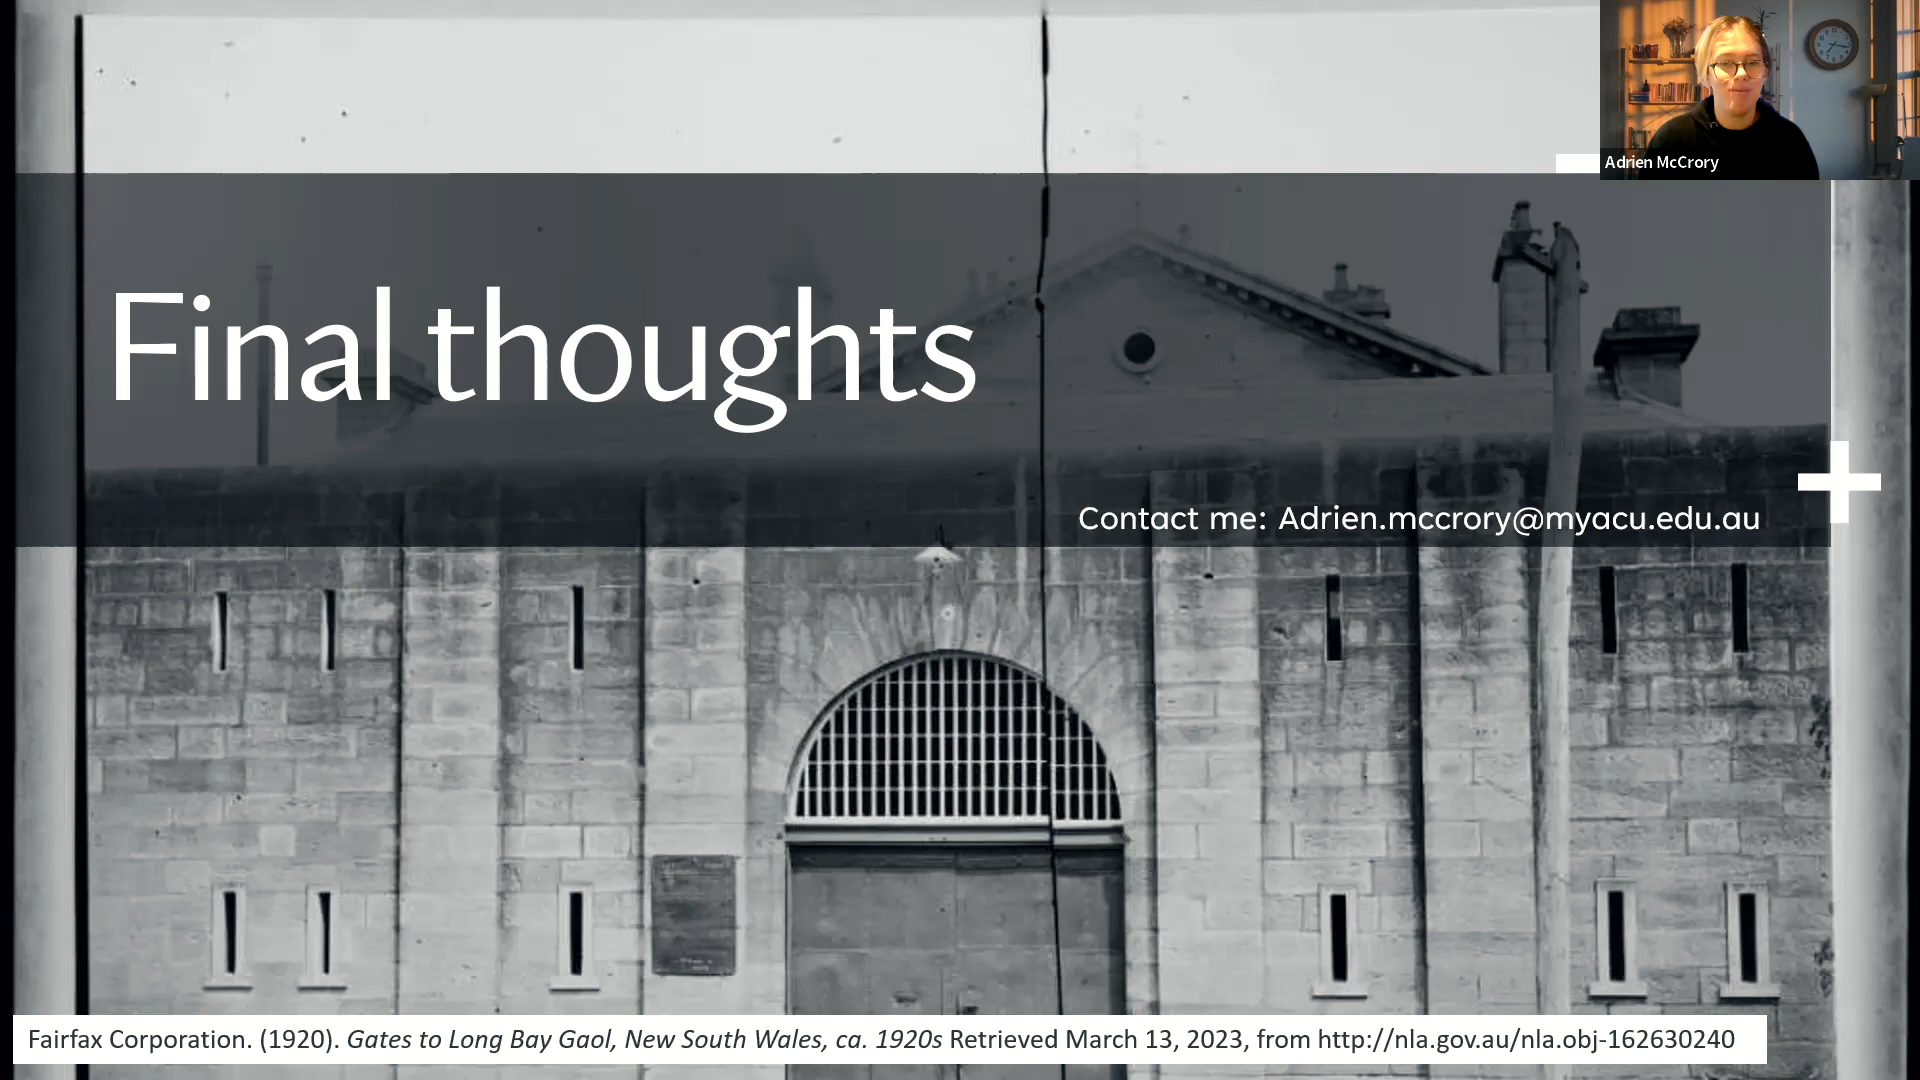 Adrien McCrory
Final thoughts
Contact me: Adrien.mccrory@myacu.edu.au
Fairfax Corporation. (1920). Gates to Long Bay Gaol, New South Wales, ca. 1920s Retrieved March 13, 2023, from http://nla.gov.au/nla.obj-162630240